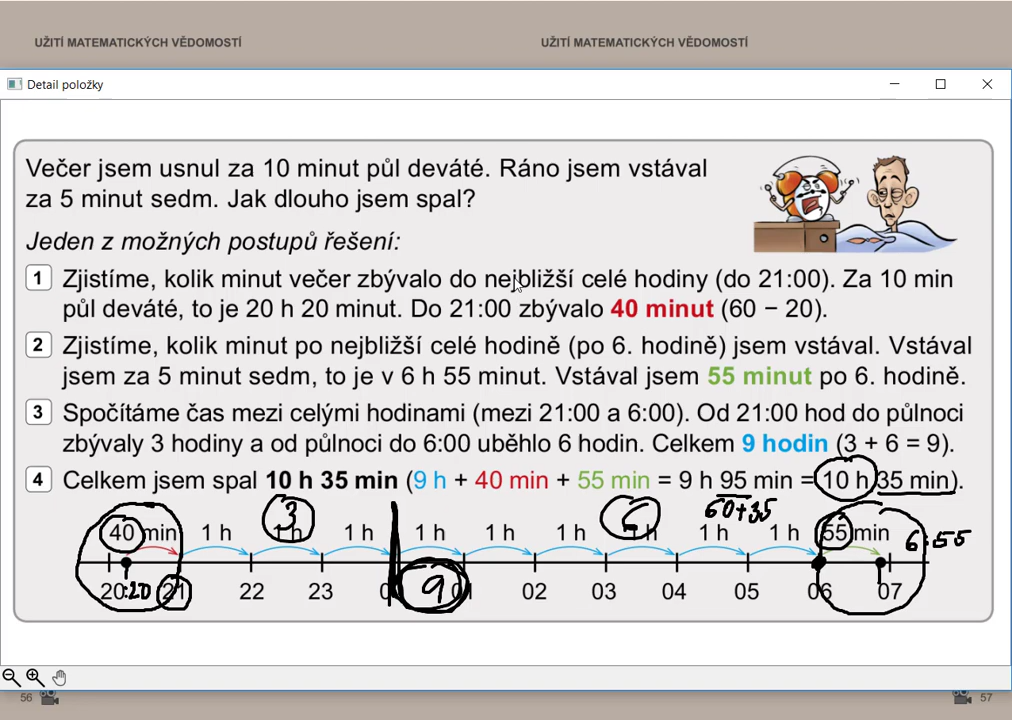 UŽITÍ MATEMATICKÝCH VĚDOMOSTÍ UŽITÍ MATEMATICKÝCH VĚDOMOSTÍ
Detail položky
Večer jsem usnul za 10 minut půl deváté. Ráno jsem vstával
za 5 minut sedm. Jak dlouho jsem spal?
Jeden z možných postupů řešení:
1 Zjistíme, kolik minut večer zbývalo do nejbližší celé hodiny (do 21:00). Za 10 min
půl deváté, to je 20 h 20 minut. Do 21:00 zbývalo 40 minut (60 − 20).
2 Zjistíme, kolik minut po nejbližší celé hodině (po 6. hodině) jsem vstával. Vstával
jsem za 5 minut sedm, to je v 6 h 55 minut. Vstával jsem 55 minut po 6. hodině.
3 Spočítáme čas mezi celými hodinami (mezi 21:00 a 6:00). Od 21:00 hod do půlnoci
zbývaly 3 hodiny a od půlnoci do 6:00 uběhlo 6 hodin. Celkem 9 hodin (3 + 6 = 9).
4 Celkem jsem spal 10 h 35 min (9 h + 40 min + 55 min = 9 h 95 min = 10 h 35 min).
3 6 60+35
40 min 1 h 1 h 1 h 1 h 1 h 1 h 1 h 1 h 1 h 55 min 6:55
20 :20 21 22 23 9 01 02 03 04 05 06 07
56 57